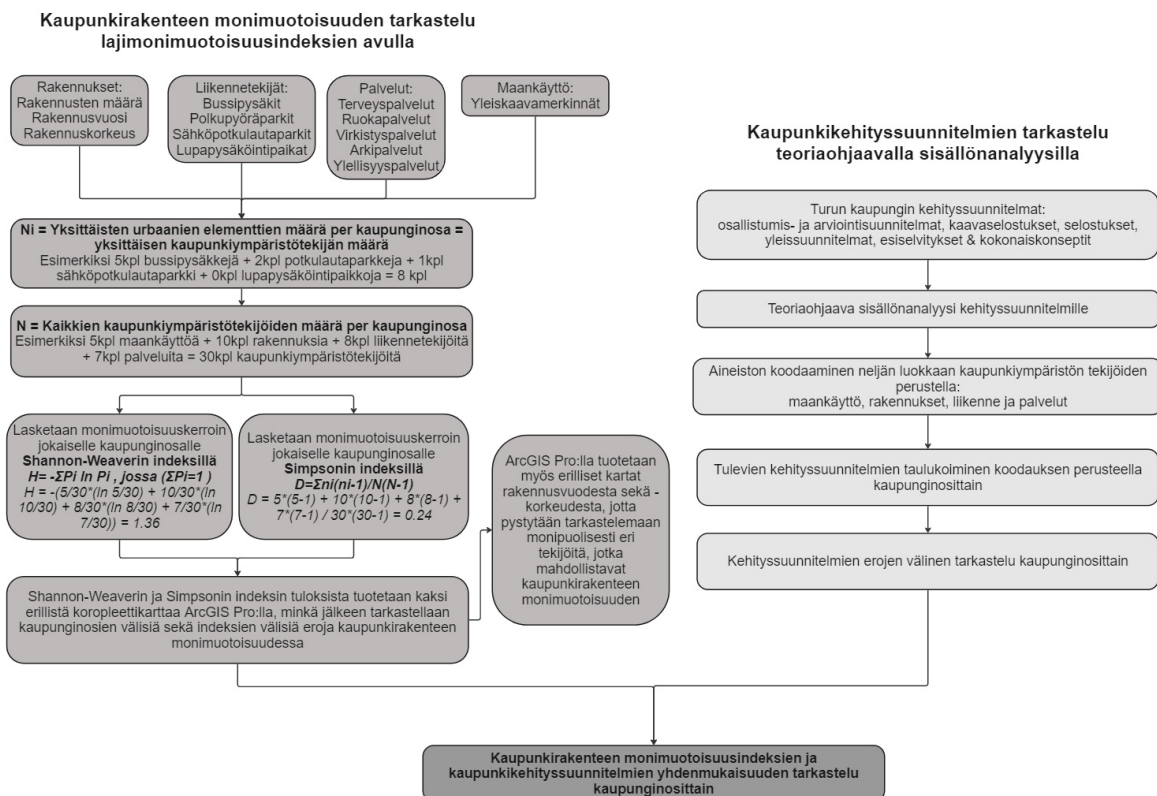 Kaupunkirakenteen monimuotoisuuden tarkastelu
lajimonimuotoisuusindeksien avulla
Rakennukset:
Rakennusten määrä
Rakennusvuosi
Rakennuskorkeus
Liikennetekijät:
Bussipysäkit
Polkupyöräparkit
Sähköpotkulautaparkit
Lupapysäköintipaikat
Palvelut:
Terveyspalvelut
Ruokapalvelut
Virkistyspalvelut
Arkipalvelut
Ylellisyyspalvelut
Maankäyttö:
Yleiskaavamerkinnät
Ni = Yksittäisten urbaanien elementtien määrä per kaupunginosa =
yksittäisen kaupunkiympäristötekijän määrä
Esimerkiksi 5kpl bussipysäkkejä + 2kpl potkulautaparkkeja + 1kpl
sähköpotkulautaparkki + 0kpl lupapysäköintipaikkoja = 8 kpl
N = Kaikkien kaupunkiympäristötekijöiden määrä per kaupunginosa
Esimerkiksi 5kpl maankäyttöä + 10kpl rakennuksia + 8kpl liikennetekijöitä
+ 7kpl palveluita = 30kpl kaupunkiympäristötekijöitä
Lasketaan monimuotoisuuskerroin
jokaiselle kaupunginosalle
Shannon-Weaverin indeksillä
H= -ΣPi ln Pi , jossa (ΣPi=1 )
H = -(5/30*(ln 5/30) + 10/30*(ln
10/30) + 8/30*(ln 8/30) + 7/30*(ln
7/30)) = 1.36
Lasketaan monimuotoisuuskerroin
jokaiselle kaupunginosalle
Simpsonin indeksillä
D=Σni(ni-1)/N(N-1)
D = 5*(5-1) + 10*(10-1) + 8*(8-1) +
7*(7-1) / 30*(30-1) = 0.24
ArcGIS Pro:lla tuotetaan
myös erilliset kartat
rakennusvuodesta sekä -
korkeudesta, jotta
pystytään tarkastelemaan
monipuolisesti eri
tekijöitä, jotka
mahdollistavat
kaupunkirakenteen
monimuotoisuuden
Shannon-Weaverin ja Simpsonin indeksin tuloksista tuotetaan kaksi
erillistä koropleettikarttaa ArcGIS Pro:lla, minkä jälkeen tarkastellaan
kaupunginosien välisiä sekä indeksien välisiä eroja kaupunkirakenteen
monimuotoisuudessa
Kaupunkikehityssuunnitelmien tarkastelu
teoriaohjaavalla sisällönanalyysilla
Turun kaupungin kehityssuunnitelmat:
osallistumis- ja arviointisuunnitelmat, kaavaselostukset, selostukset,
yleissuunnitelmat, esiselvitykset & kokonaiskonseptit
Teoriaohjaava sisällönanalyysi kehityssuunnitelmille
Aineiston koodaaminen neljän luokkaan kaupunkiympäristön tekijöiden
perustella:
maankäyttö, rakennukset, liikenne ja palvelut
Tulevien kehityssuunnitelmien taulukoiminen koodauksen perusteella
kaupunginosittain
Kehityssuunnitelmien erojen välinen tarkastelu kaupunginosittain
Kaupunkirakenteen monimuotoisuusindeksien ja
kaupunkikehityssuunnitelmien yhdenmukaisuuden tarkastelu
kaupunginosittain